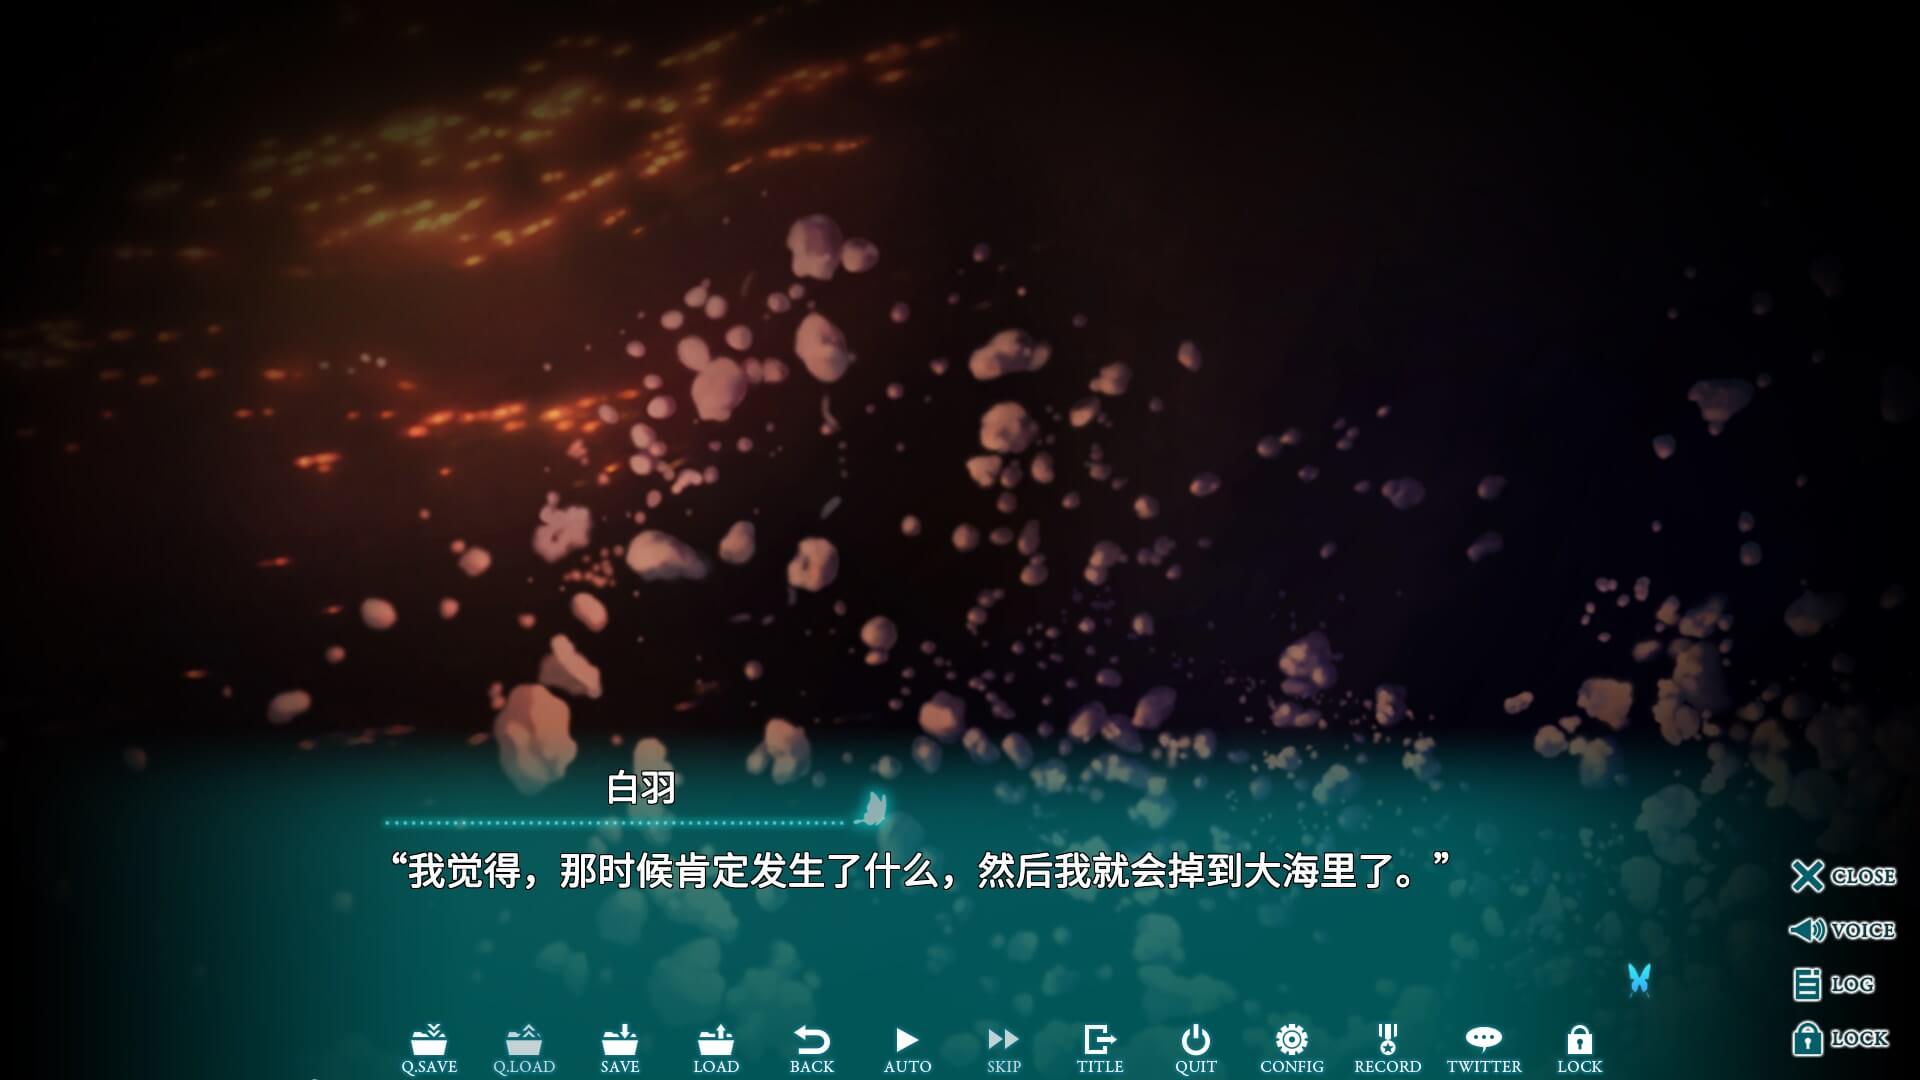 白羽
“我觉得，那时候肯定发生了什么，然后我就会掉到大海里了。”
CLOSE
VOICE
LOG
LOCK
Q.SAVE Q.LOAD SAVE LOAD BACK AUTO SKIP TITLE QUIT CONFIG RECORD TWITTER LOCK